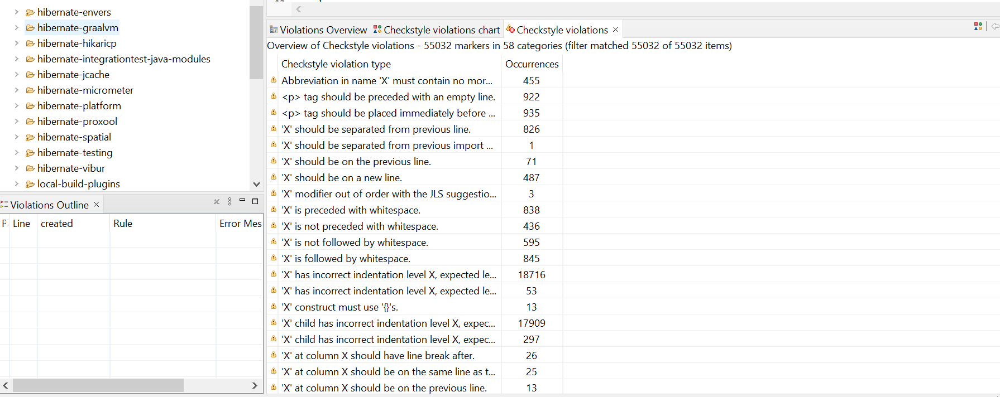 hibernate-envers
hibernate-graalvm
hibernate-hikaricp
hibernate-integrationtest-java-modules
hibernate-jcache
hibernate-micrometer
hibernate-platform
hibernate-proxool
hibernate-spatial
hibernate-testing
hibernate-vibur
local-build-plugins
Violations Outline
P Line created Rule Error Mes
Violations Overview Checkstyle violations chart Checkstyle violations
Overview of Checkstyle violations - 55032 markers in 58 categories (filter matched 55032 of 55032 items)
Checkstyle violation type Occurrences
Abbreviation in name 'X' must contain no mor... 455
<p> tag should be preceded with an empty line. 922
<p> tag should be placed immediately before ... 935
'X' should be separated from previous line. 826
'X' should be separated from previous import ... 1
'X' should be on the previous line. 71
'X' should be on a new line. 487
'X' modifier out of order with the JLS suggestio... 3
'X' is preceded with whitespace. 838
'X' is not preceded with whitespace. 436
'X' is not followed by whitespace. 595
'X' is followed by whitespace. 845
'X' has incorrect indentation level X, expected le... 18716
'X' has incorrect indentation level X, expected le... 53
'X' construct must use '{}'s. 13
'X' child has incorrect indentation level X, expec... 17909
'X' child has incorrect indentation level X, expec... 297
'X' at column X should have line break after. 26
'X' at column X should be on the same line as t... 25
'X' at column X should be on the previous line. 13